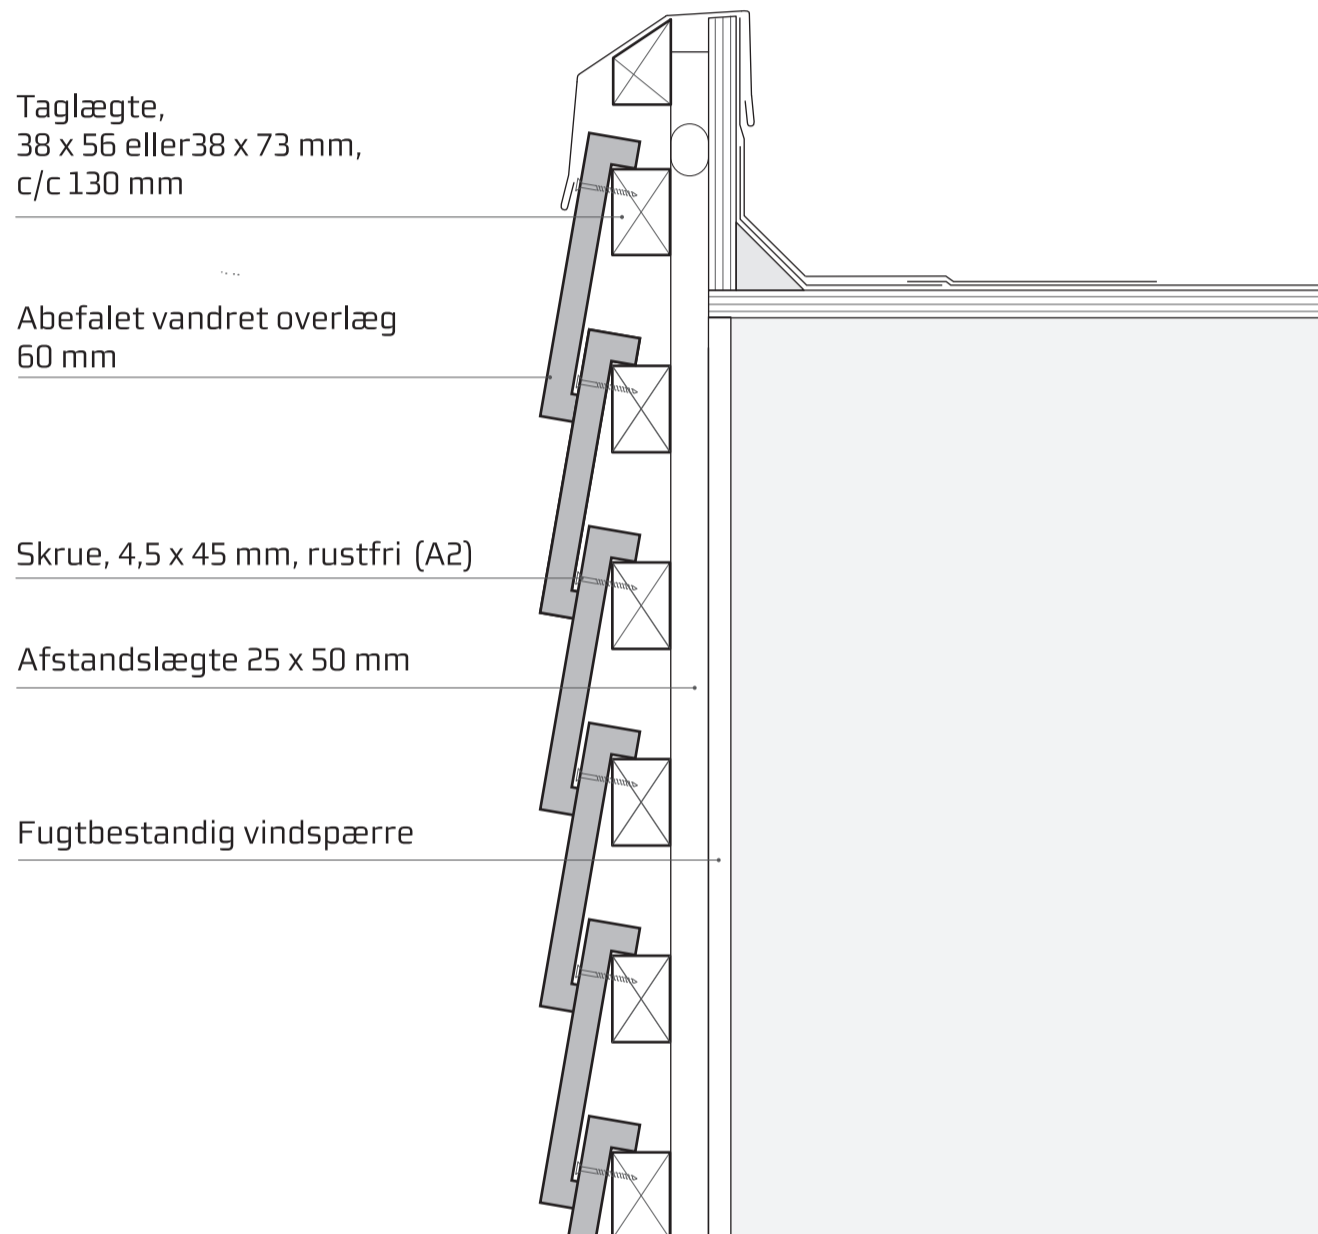 Taglægte,
38 x 56 eller38 x 73 mm,
c/c 130 mm
Abefalet vandret overlæg
60 mm
Skrue, 4,5 x 45 mm, rustfri (A2)
Afstandslægte 25 x 50 mm
Fugtbestandig vindspærre